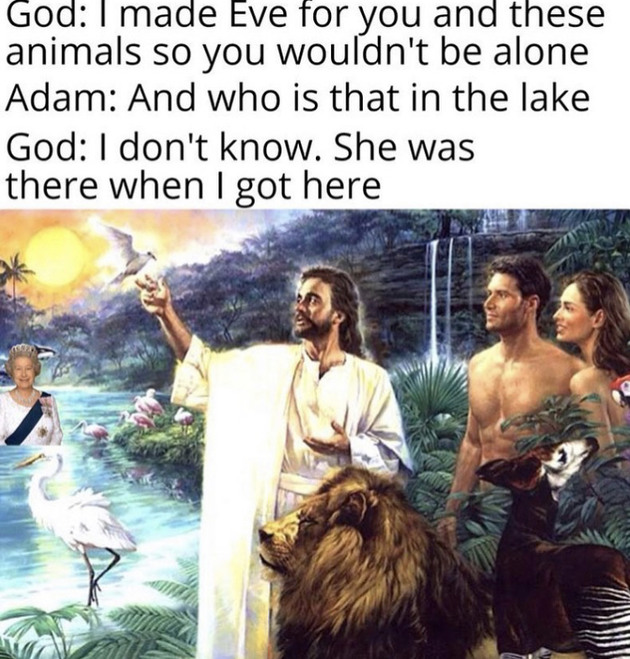 God: I made Eve for you and these
animals so you wouldn't be alone
Adam: And who is that in the lake
God: I don't know. She was
there when I got here